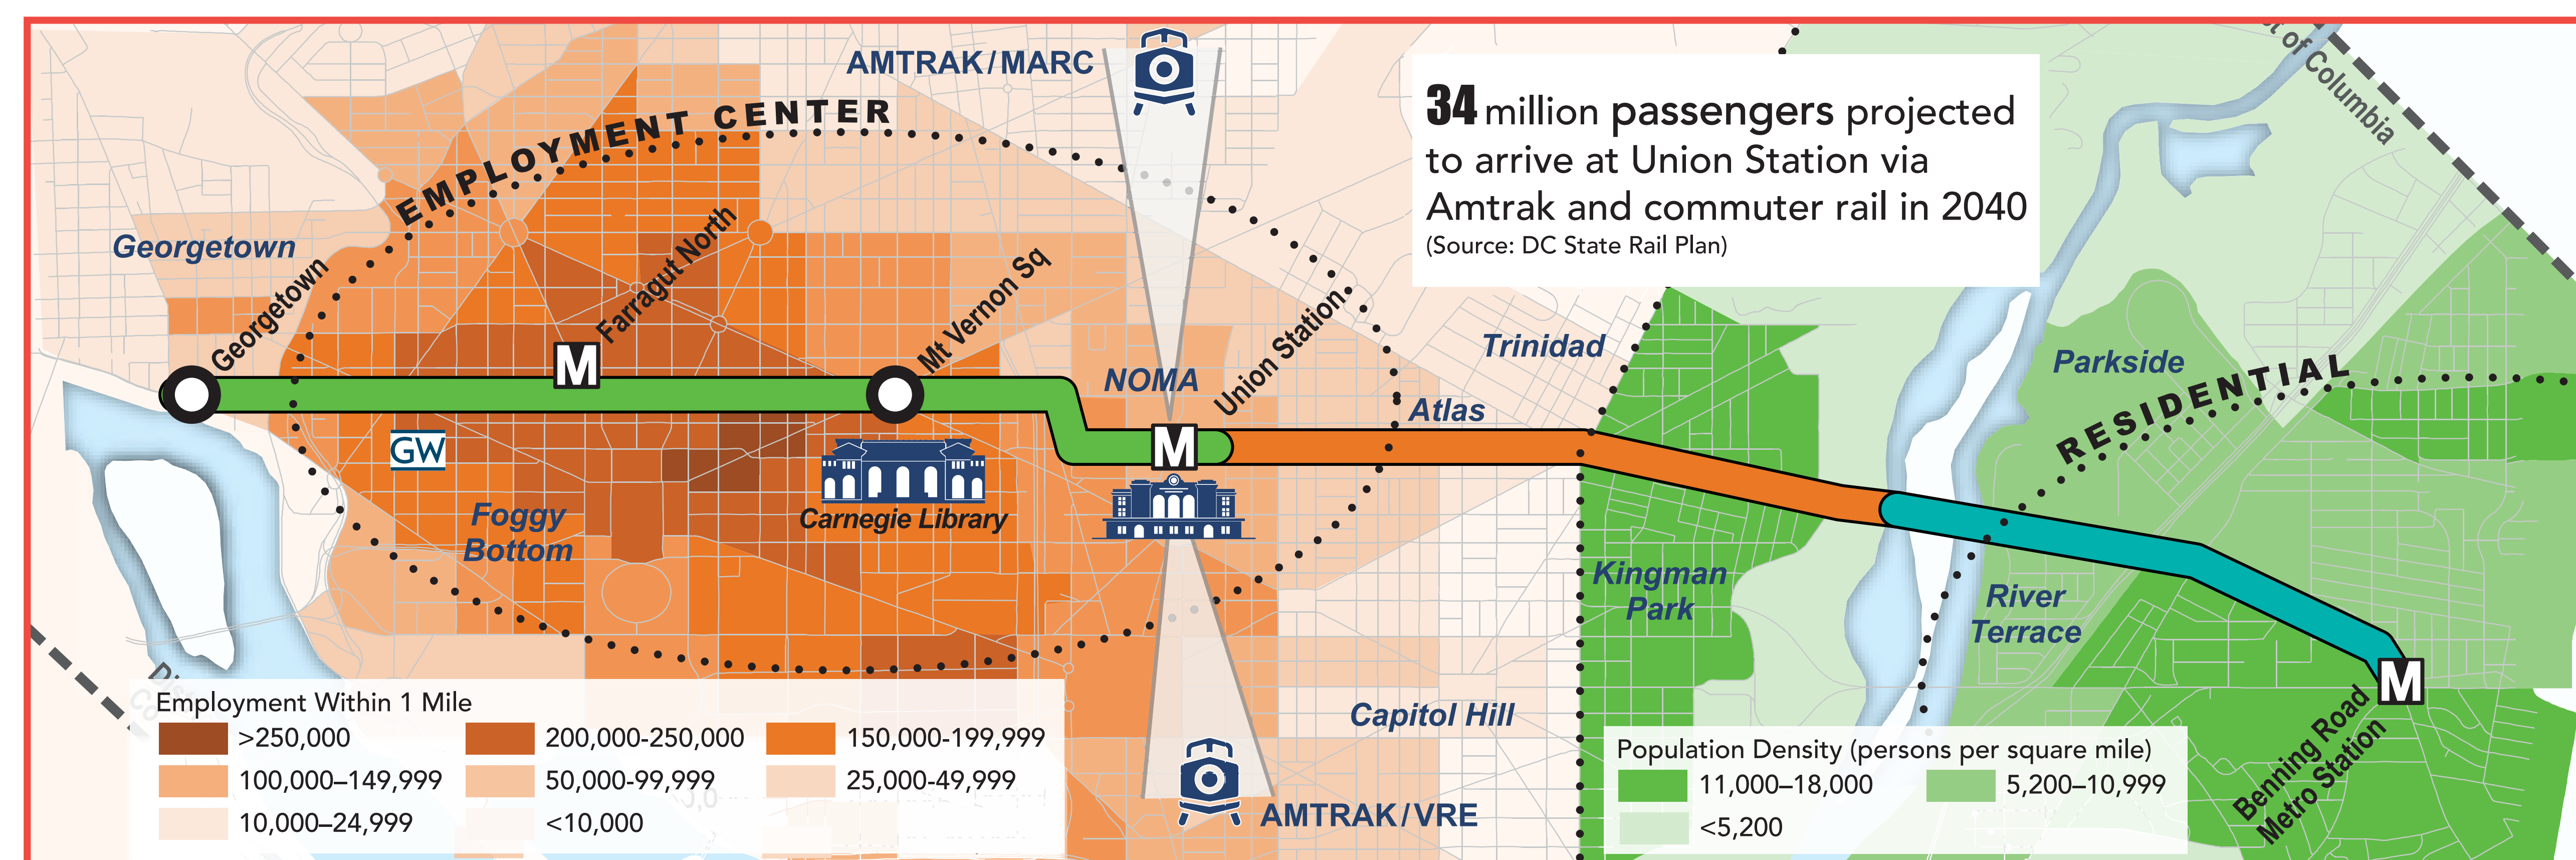 AMTRAK/MARC
EMPLOYMENT CENTER
34 million passengers projected
to arrive at Union Station via
Amtrak and commuter rail in 2040
(Source: DC State Rail Plan)
of Columbia
Georgetown
Georgetown
Farragut North
Mt Vernon Sq
Union Station
NOMA
Trinidad
Atlas
Parkside
RESIDENTIAL
M
M
GW
Carnegie Library
Foggy
Bottom
Kingman
Park
River
Terrace
M
Benning Road
Metro Station
Capitol Hill
AMTRAK/VRE
Employment Within 1 Mile
>250,000
200,000-250,000
150,000-199,999
100,000–149,999
50,000-99,999
25,000-49,999
10,000–24,999
<10,000
Population Density (persons per square mile)
11,000–18,000
5,200–10,999
<5,200